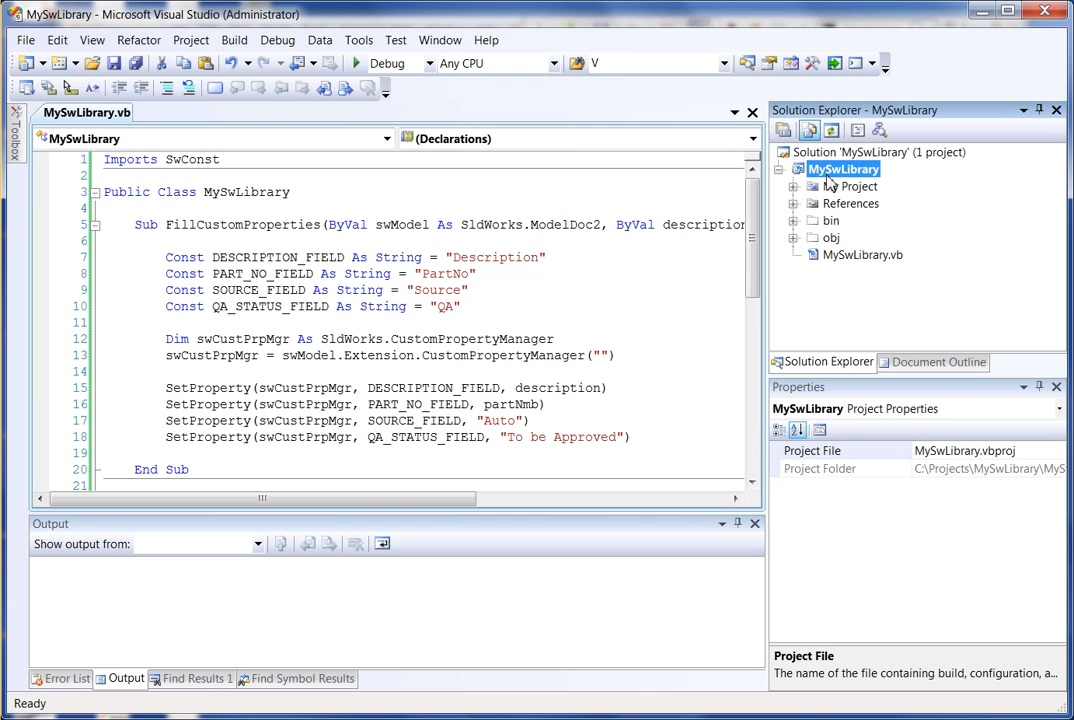 MySwLibrary - Microsoft Visual Studio (Administrator)
File Edit View Refactor Project Build Debug Data Tools Test Window Help
Debug Any CPU V
MySwLibrary.vb
Toolbox
MySwLibrary (Declarations)
1 Imports SwConst
2
3 Public Class MySwLibrary
4
5 Sub FillCustomProperties(ByVal swModel As SldWorks.ModelDoc2, ByVal description
6
7 Const DESCRIPTION_FIELD As String = "Description"
8 Const PART_NO_FIELD As String = "PartNo"
9 Const SOURCE_FIELD As String = "Source"
10 Const QA_STATUS_FIELD As String = "QA"
11
12 Dim swCustPrpMgr As SldWorks.CustomPropertyManager
13 swCustPrpMgr = swModel.Extension.CustomPropertyManager("")
14
15 SetProperty(swCustPrpMgr, DESCRIPTION_FIELD, description)
16 SetProperty(swCustPrpMgr, PART_NO_FIELD, partNmb)
17 SetProperty(swCustPrpMgr, SOURCE_FIELD, "Auto")
18 SetProperty(swCustPrpMgr, QA_STATUS_FIELD, "To be Approved")
19
20 End Sub
21
Output
Show output from:
Error List Output Find Results 1 Find Symbol Results
Ready
Solution Explorer - MySwLibrary
Solution 'MySwLibrary' (1 project)
MySwLibrary
My Project
References
bin
obj
MySwLibrary.vb
Solution Explorer Document Outline
Properties
MySwLibrary Project Properties
Project File MySwLibrary.vbproj
Project Folder C:\Projects\MySwLibrary\MyS
Project File
The name of the file containing build, configuration, a...